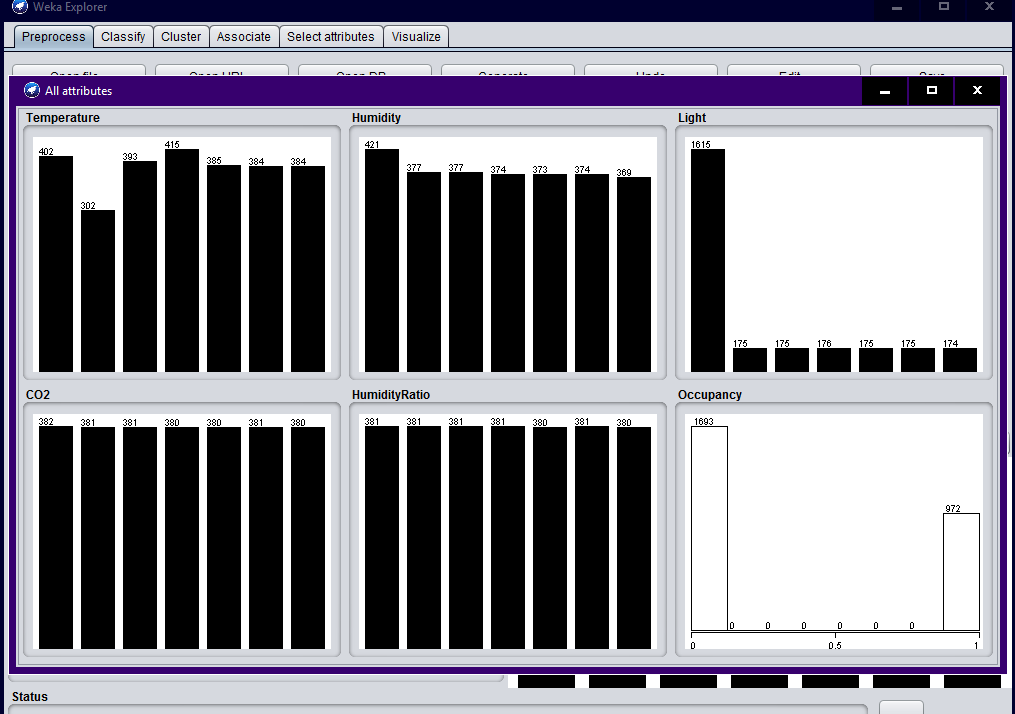 Weka Explorer
Preprocess Classify Cluster Associate Select attributes Visualize
All attributes
Temperature Humidity Light
402 302 393 415 385 384 384
421 377 377 374 373 374 369
1615 175 175 176 175 175 174
CO2 HumidityRatio Occupancy
382 381 381 380 380 381 380
381 381 381 381 380 381 380
1693 0 0 0 0 0 0 972
0 0.5 1
Status